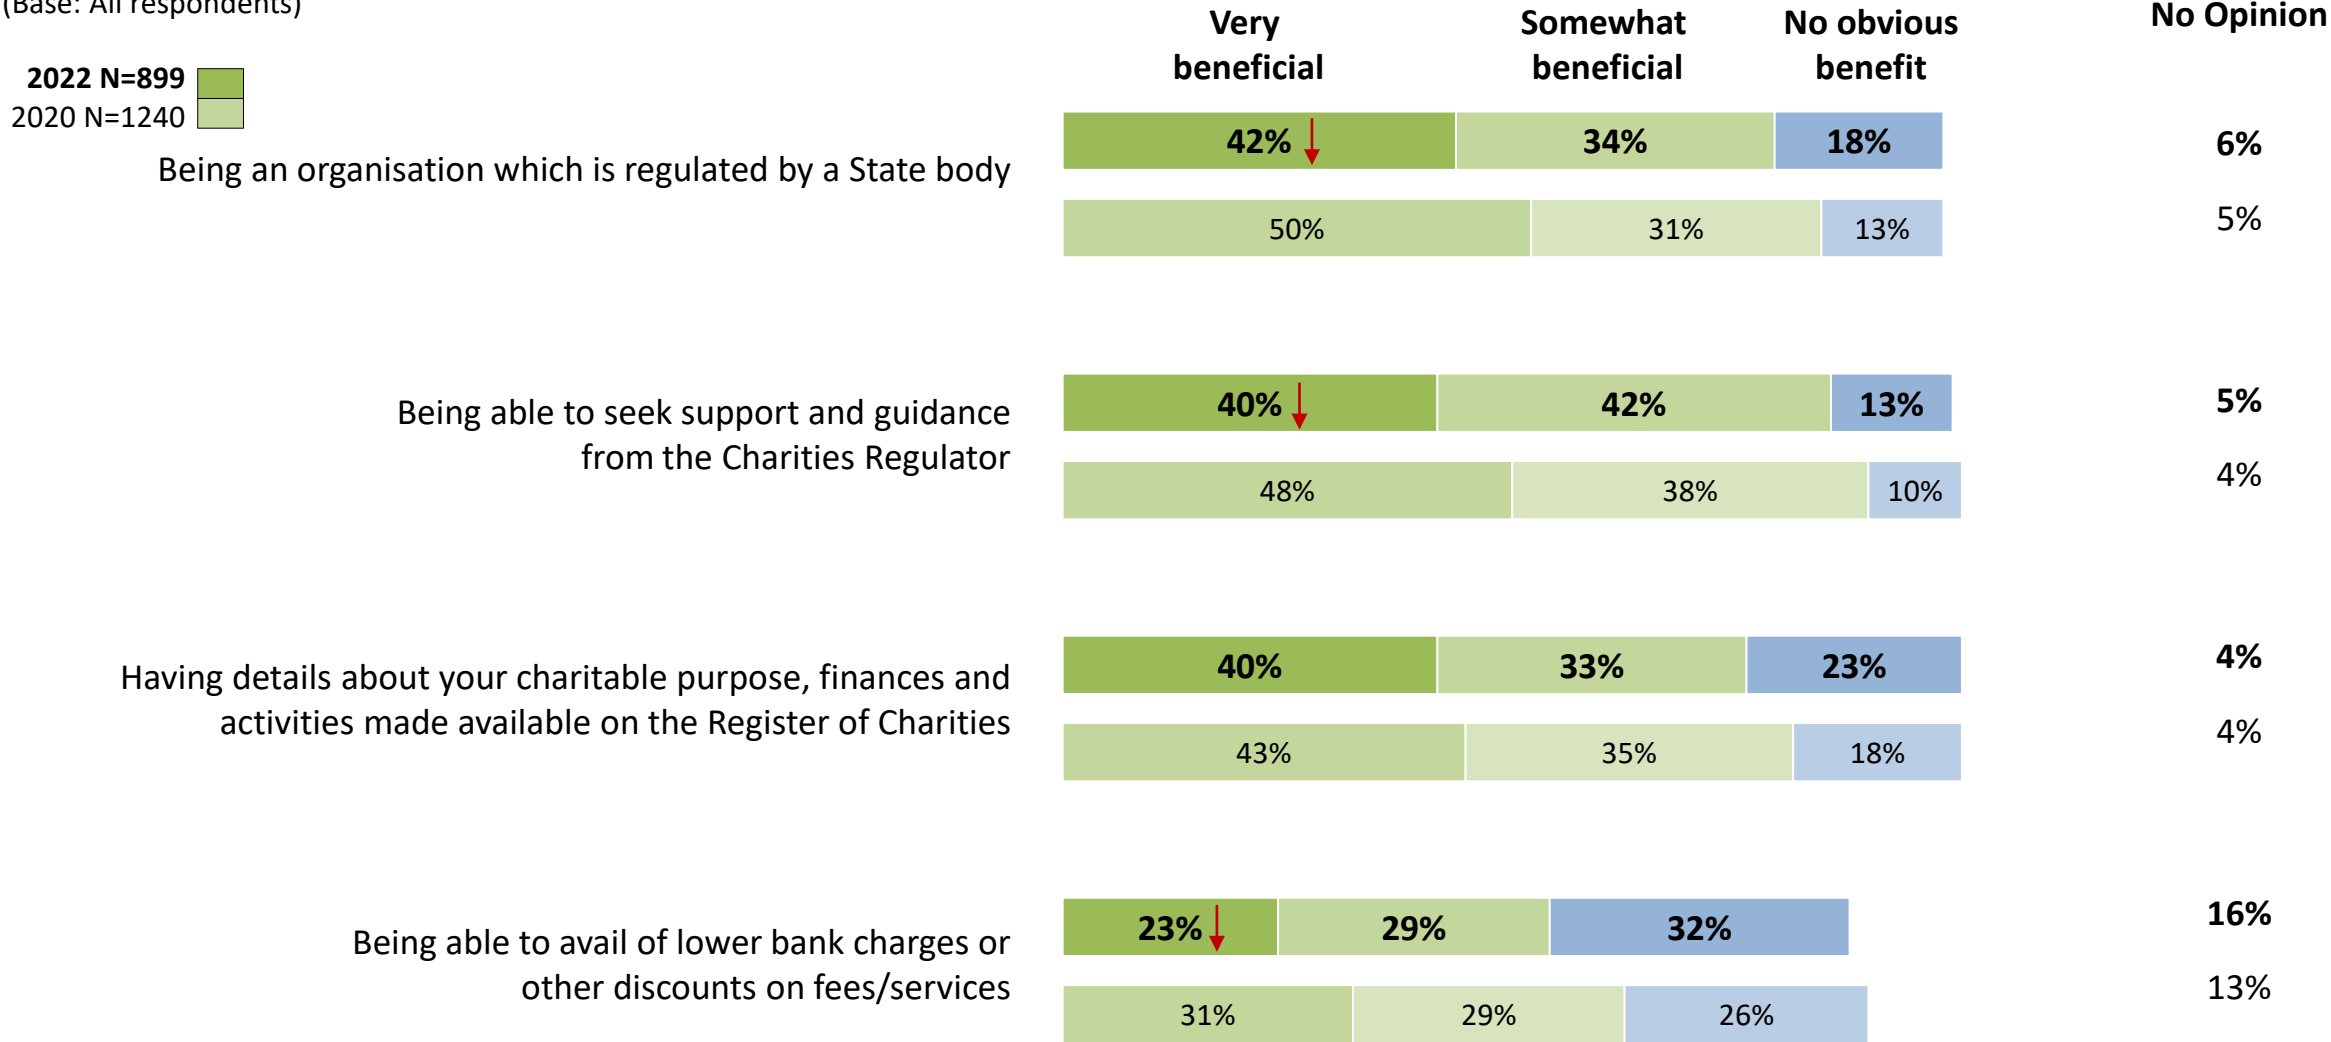 (Base: All respondents)
Very beneficial
Somewhat beneficial
No obvious benefit
No Opinion
2022 N=899
2020 N=1240
Being an organisation which is regulated by a State body
42% 34% 18% 6%
50% 31% 13% 5%
Being able to seek support and guidance
from the Charities Regulator
40% 42% 13% 5%
48% 38% 10% 4%
Having details about your charitable purpose, finances and
activities made available on the Register of Charities
40% 33% 23% 4%
43% 35% 18% 4%
Being able to avail of lower bank charges or
other discounts on fees/services
23% 29% 32% 16%
31% 29% 26% 13%